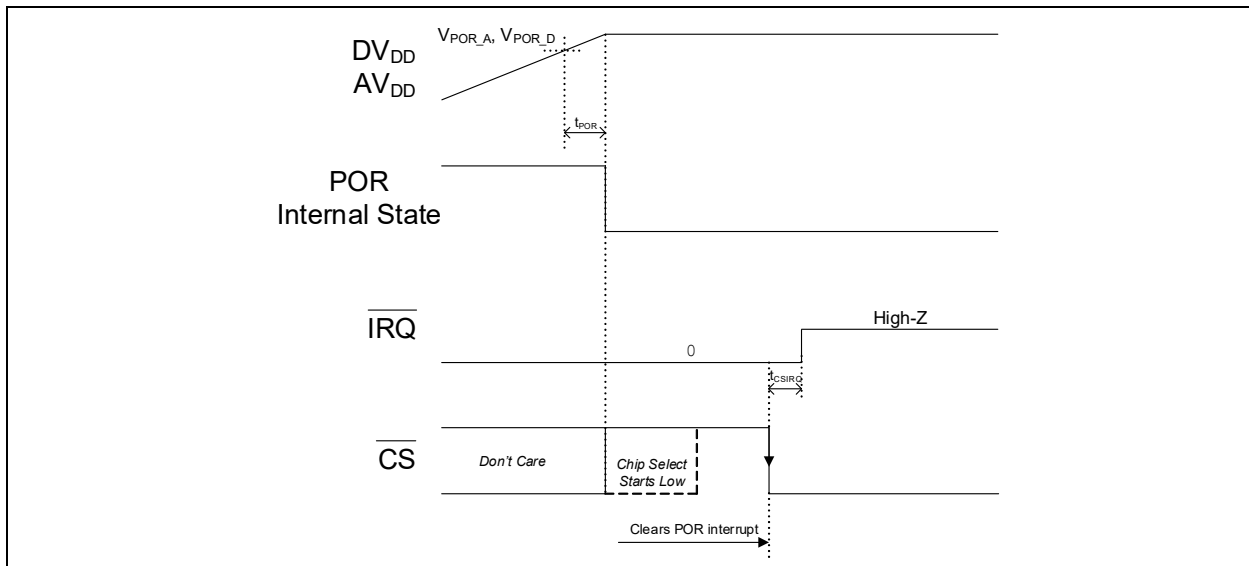 V_POR_A, V_POR_D
DV_DD
AV_DD
t_POR
POR
Internal State
IRQ
High-Z
0
t_CSIRQ
CS
Don't Care
Chip Select
Starts Low
Clears POR interrupt